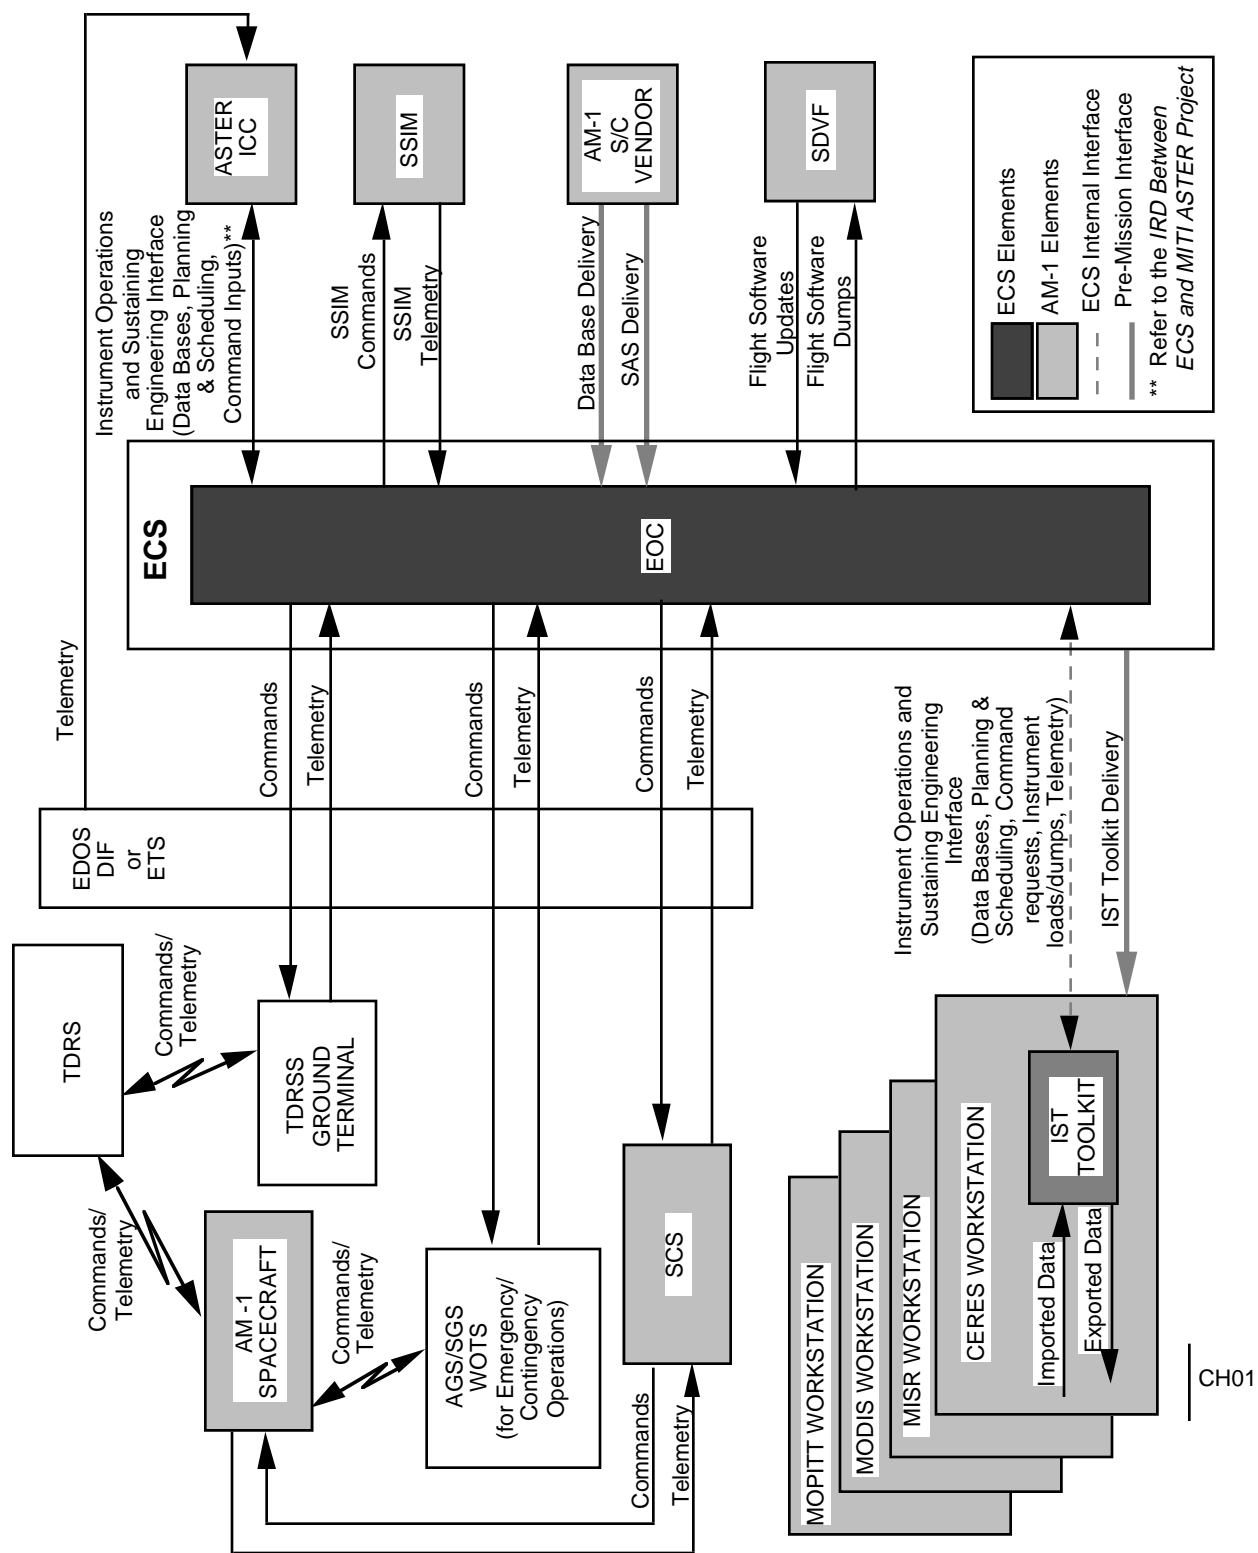 TDRS
Commands/
Telemetry
Commands/
Telemetry
TDRSS
GROUND
TERMINAL
AM -1
SPACECRAFT
Commands/
Telemetry
AGS/SGS
WOTS
(for Emergency/
Contingency
Operations)
SCS
Commands
Telemetry
EDOS
DIF
or
ETS
Telemetry
Commands
Telemetry
Commands
Telemetry
Commands
Telemetry
ECS
EOC
Instrument Operations
and Sustaining
Engineering Interface
(Data Bases, Planning
& Scheduling,
Command Inputs)**
ASTER
ICC
SSIM
Commands
SSIM
Telemetry
SSIM
Data Base Delivery
SAS Delivery
AM-1
S/C
VENDOR
Flight Software
Updates
Flight Software
Dumps
SDVF
MOPITT WORKSTATION
MODIS WORKSTATION
MISR WORKSTATION
CERES WORKSTATION
Imported Data
Exported Data
IST
TOOLKIT
Instrument Operations and
Sustaining Engineering
Interface
(Data Bases, Planning &
Scheduling, Command
requests, Instrument
loads/dumps, Telemetry)
IST Toolkit Delivery
ECS Elements
AM-1 Elements
ECS Internal Interface
Pre-Mission Interface
** Refer to the IRD Between
ECS and MITI ASTER Project
CH01